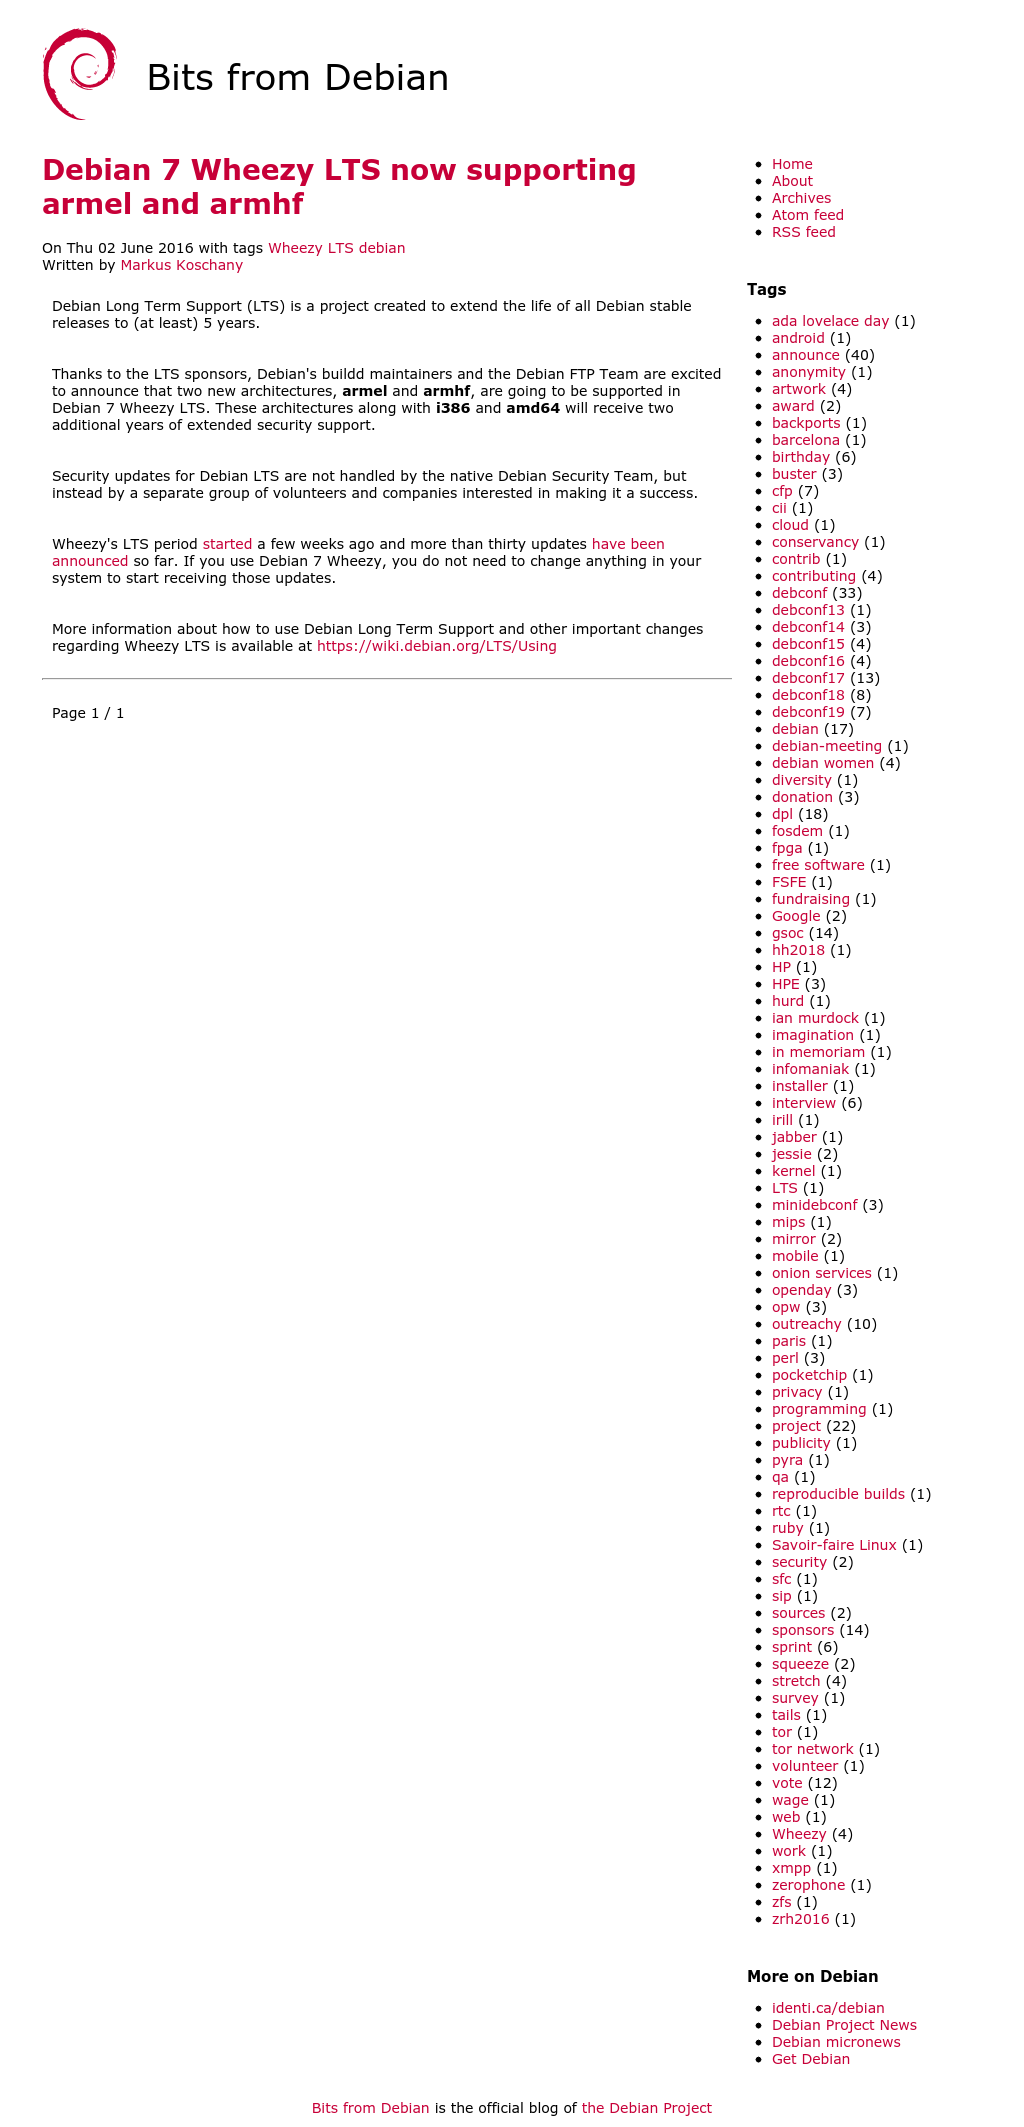 Bits from Debian
Debian 7 Wheezy LTS now supporting
armel and armhf
On Thu 02 June 2016 with tags Wheezy LTS debian
Written by Markus Koschany
Debian Long Term Support (LTS) is a project created to extend the life of all Debian stable
releases to (at least) 5 years.
Thanks to the LTS sponsors, Debian's buildd maintainers and the Debian FTP Team are excited
to announce that two new architectures, armel and armhf, are going to be supported in
Debian 7 Wheezy LTS. These architectures along with i386 and amd64 will receive two
additional years of extended security support.
Security updates for Debian LTS are not handled by the native Debian Security Team, but
instead by a separate group of volunteers and companies interested in making it a success.
Wheezy's LTS period started a few weeks ago and more than thirty updates have been
announced so far. If you use Debian 7 Wheezy, you do not need to change anything in your
system to start receiving those updates.
More information about how to use Debian Long Term Support and other important changes
regarding Wheezy LTS is available at https://wiki.debian.org/LTS/Using
Page 1 / 1
Home
About
Archives
Atom feed
RSS feed
Tags
ada lovelace day (1)
android (1)
announce (40)
anonymity (1)
artwork (4)
award (2)
backports (1)
barcelona (1)
birthday (6)
buster (3)
cfp (7)
cii (1)
cloud (1)
conservancy (1)
contrib (1)
contributing (4)
debconf (33)
debconf13 (1)
debconf14 (3)
debconf15 (4)
debconf16 (4)
debconf17 (13)
debconf18 (8)
debconf19 (7)
debian (17)
debian-meeting (1)
debian women (4)
diversity (1)
donation (3)
dpl (18)
fosdem (1)
fpga (1)
free software (1)
FSFE (1)
fundraising (1)
Google (2)
gsoc (14)
hh2018 (1)
HP (1)
HPE (3)
hurd (1)
ian murdock (1)
imagination (1)
in memoriam (1)
infomaniak (1)
installer (1)
interview (6)
irill (1)
jabber (1)
jessie (2)
kernel (1)
LTS (1)
minidebconf (3)
mips (1)
mirror (2)
mobile (1)
onion services (1)
openday (3)
opw (3)
outreachy (10)
paris (1)
perl (3)
pocketchip (1)
privacy (1)
programming (1)
project (22)
publicity (1)
pyra (1)
qa (1)
reproducible builds (1)
rtc (1)
ruby (1)
Savoir-faire Linux (1)
security (2)
sfc (1)
sip (1)
sources (2)
sponsors (14)
sprint (6)
squeeze (2)
stretch (4)
survey (1)
tails (1)
tor (1)
tor network (1)
volunteer (1)
vote (12)
wage (1)
web (1)
Wheezy (4)
work (1)
xmpp (1)
zerophone (1)
zfs (1)
zrh2016 (1)
More on Debian
identi.ca/debian
Debian Project News
Debian micronews
Get Debian
Bits from Debian is the official blog of the Debian Project